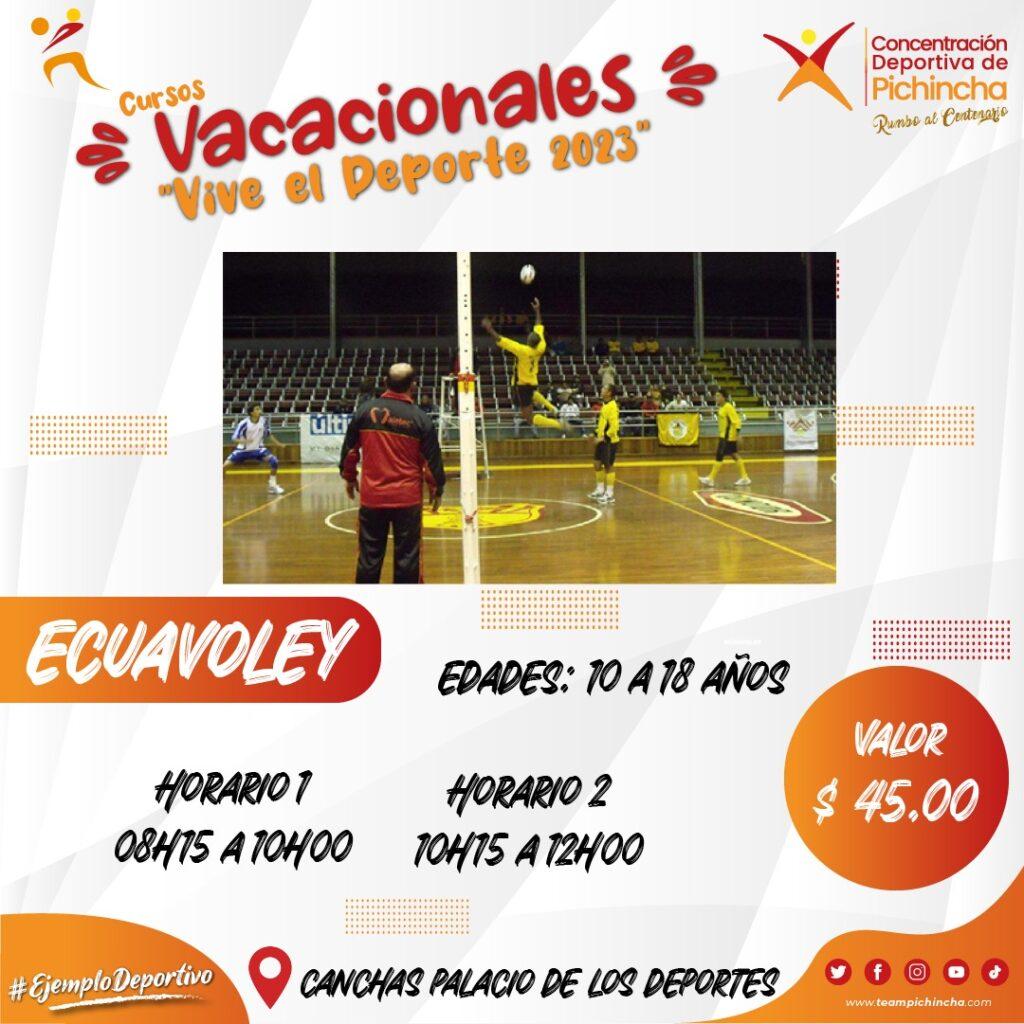 Cursos
Vacacionales
"Vive el Deporte 2023"
Concentración
Deportiva de
Pichincha
Rumbo al Centenario
últi
ECUAVOLEY
EDADES: 10 A 18 AÑOS
VALOR
$ 45.00
HORARIO 1
08H15 A 10H00
HORARIO 2
10H15 A 12H00
#EjemploDeportivo
CANCHAS PALACIO DE LOS DEPORTES
www.teampichincha.com